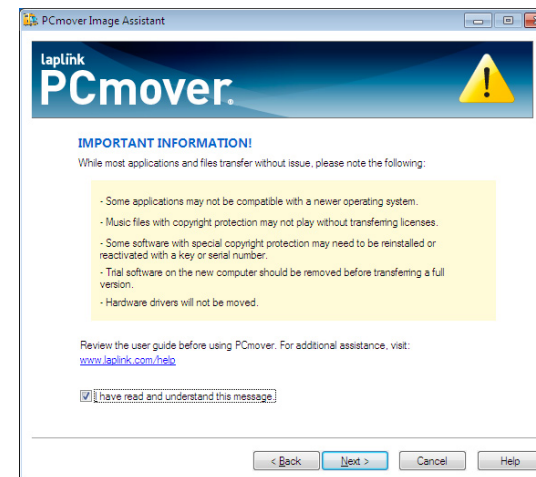 PCmover Image Assistant
laplink
PCmover®
IMPORTANT INFORMATION!
While most applications and files transfer without issue, please note the following:
- Some applications may not be compatible with a newer operating system.
- Music files with copyright protection may not play without transferring licenses.
- Some software with special copyright protection may need to be reinstalled or
reactivated with a key or serial number.
- Trial software on the new computer should be removed before transferring a full
version.
- Hardware drivers will not be moved.
Review the user guide before using PCmover. For additional assistance, visit:
www.laplink.com/help
I have read and understand this message.
< Back Next > Cancel Help